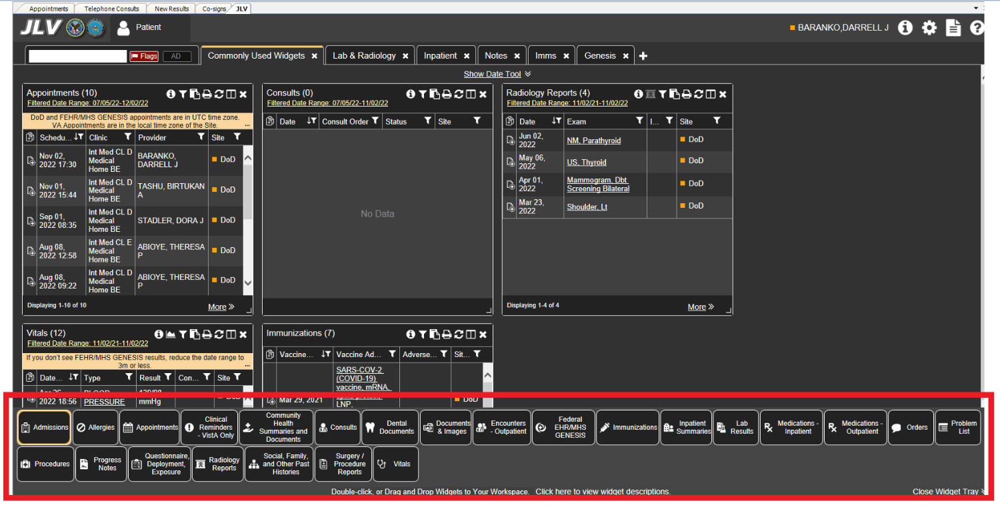 Appointments Telephone Consults New Results Co-signs JLV
JLV Patient BARANKO,DARRELL J
Flags AD Commonly Used Widgets Lab & Radiology Inpatient Notes Imms Genesis
Show Date Tool
Appointments (10)
Filtered Date Range: 07/05/22-12/02/22
DoD and FEHR/MHS GENESIS appointments are in UTC time zone.
VA Appointments are in the local time zone of the Site. ...
Schedu... Clinic Provider Site
Nov 02, 2022 17:30 Int Med CL D Medical Home BE BARANKO, DARRELL J DoD
Nov 01, 2022 15:44 Int Med CL D Medical Home BE TASHU, BIRTUKAN A DoD
Sep 01, 2022 08:35 Int Med CL D Medical Home BE STADLER, DORA J DoD
Aug 08, 2022 12:58 Int Med CL E Medical Home BE ABIOYE, THERESA P DoD
Aug 08, 2022 09:22 Int Med CL D Medical Home BE ABIOYE, THERESA P DoD
Displaying 1-10 of 10 More
Consults (0)
Filtered Date Range: 07/05/22-11/02/22
Date Consult Order Status Site
No Data
Radiology Reports (4)
Filtered Date Range: 11/02/21-11/02/22
Date Exam I... Site
Jun 02, 2022 NM, Parathyroid DoD
May 06, 2022 US, Thyroid DoD
Apr 01, 2022 Mammogram, Dbt Screening Bilateral DoD
Mar 23, 2022 Shoulder, Lt DoD
Displaying 1-4 of 4 More
Vitals (12)
Filtered Date Range: 11/02/21-11/02/22
If you don't see FEHR/MHS GENESIS results, reduce the date range to
3m or less. ...
Date... Type Result Con... Site
2022 18:56 PRESSURE mmHg
Immunizations (7)
Vaccine... Vaccine Ad... Adverse... Sit...
SARS-COV-2
(COVID-19)
vaccine, mRNA,
Mar 29, 2021 DoD
LNP,
Admissions
Allergies
Appointments
Clinical Reminders - VistA Only
Community Health Summaries and Documents
Consults
Dental Documents
Documents & Images
Encounters - Outpatient
Federal EHR/MHS GENESIS
Immunizations
Inpatient Summaries
Lab Results
Medications - Inpatient
Medications - Outpatient
Orders
Problem List
Procedures
Progress Notes
Questionnaire, Deployment, Exposure
Radiology Reports
Social, Family, and Other Past Histories
Surgery / Procedure Reports
Vitals
Double-click, or Drag and Drop Widgets to Your Workspace. Click here to view widget descriptions. Close Widget Tray